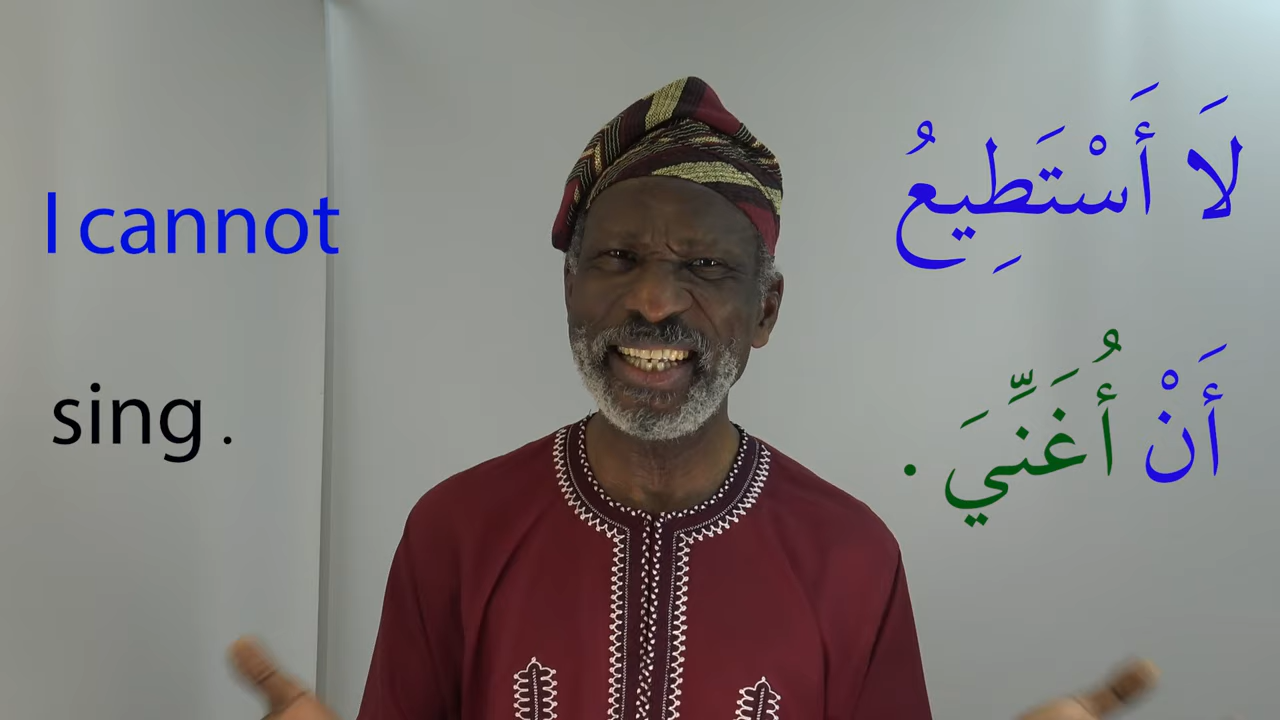 I cannot
sing .
لَا أَسْتَطِيعُ
أَنْ أُغَنِّيَ .